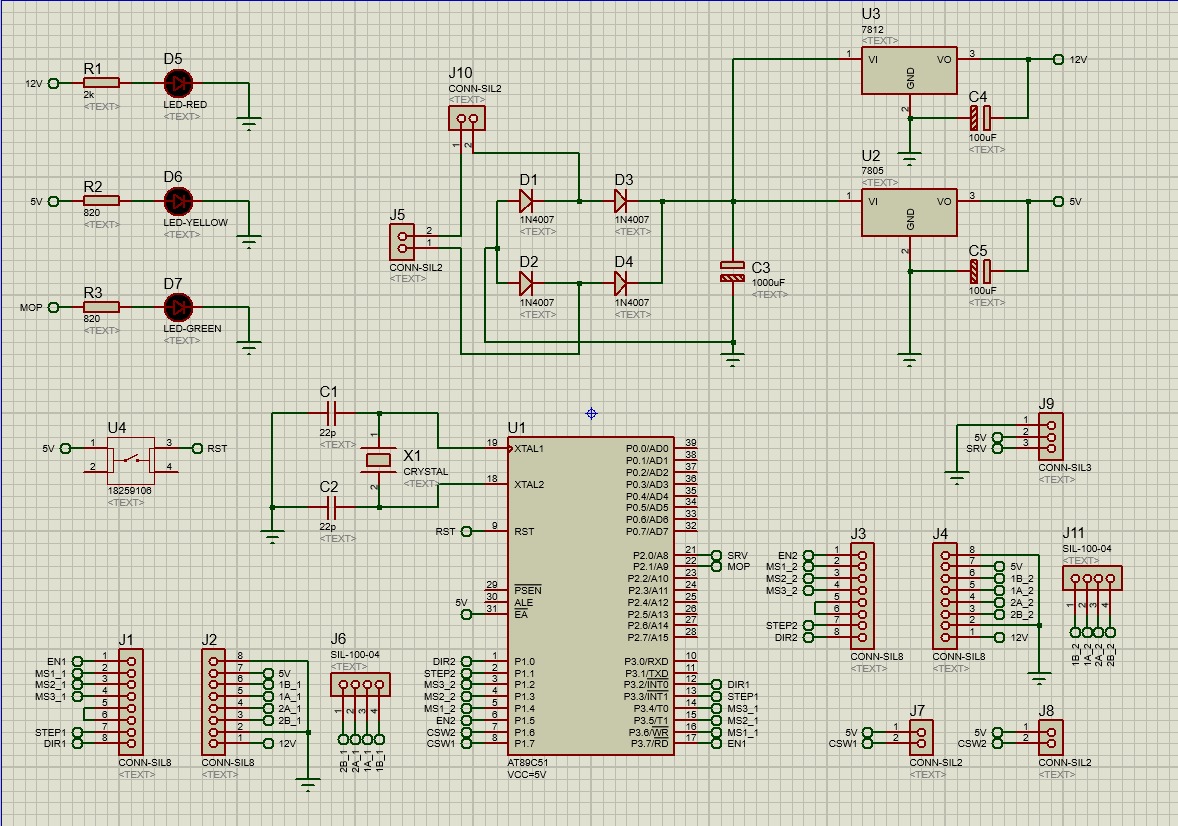 R1
12V
2k
<TEXT>
D5
LED-RED
<TEXT>
R2
5V
820
<TEXT>
D6
LED-YELLOW
<TEXT>
R3
MOP
820
<TEXT>
D7
LED-GREEN
<TEXT>
J10
CONN-SIL2
<TEXT>
1
2
J5
2
1
CONN-SIL2
<TEXT>
D1
1N4007
<TEXT>
D3
1N4007
<TEXT>
D2
1N4007
<TEXT>
D4
1N4007
<TEXT>
C3
1000uF
<TEXT>
U3
7812
<TEXT>
1 VI VO 3
GND
2
12V
C4
100uF
<TEXT>
U2
7805
<TEXT>
1 VI VO 3
GND
2
5V
C5
100uF
<TEXT>
U4
5V 1 3 RST
2 4
18259106
<TEXT>
C1
22p
<TEXT>
X1
1
CRYSTAL
2
<TEXT>
C2
22p
<TEXT>
U1
19 XTAL1
18 XTAL2
RST 9 RST
29 PSEN
30 ALE
5V 31 EA
DIR2 1 P1.0
STEP2 2 P1.1
MS3_2 3 P1.2
MS2_2 4 P1.3
MS1_2 5 P1.4
EN2 6 P1.5
CSW2 7 P1.6
CSW1 8 P1.7
P0.0/AD0 39
P0.1/AD1 38
P0.2/AD2 37
P0.3/AD3 36
P0.4/AD4 35
P0.5/AD5 34
P0.6/AD6 33
P0.7/AD7 32
P2.0/A8 21 SRV
P2.1/A9 22 MOP
P2.2/A10 23
P2.3/A11 24
P2.4/A12 25
P2.5/A13 26
P2.6/A14 27
P2.7/A15 28
P3.0/RXD 10
P3.1/TXD 11
P3.2/INT0 12 DIR1
P3.3/INT1 13 STEP1
P3.4/T0 14 MS3_1
P3.5/T1 15 MS2_1
P3.6/WR 16 MS1_1
P3.7/RD 17 EN1
AT89C51
VCC=5V
J9
1
5V 2
SRV 3
CONN-SIL3
<TEXT>
J3
EN2 1
MS1_2 2
MS2_2 3
MS3_2 4
5
6
STEP2 7
DIR2 8
CONN-SIL8
<TEXT>
J4
8
7 5V
6 1B_2
5 1A_2
4 2A_2
3 2B_2
2
1 12V
CONN-SIL8
<TEXT>
J11
SIL-100-04
<TEXT>
1 2 3 4
1B_2 1A_2 2A_2 2B_2
J1
EN1 1
MS1_1 2
MS2_1 3
MS3_1 4
5
6
STEP1 7
DIR1 8
CONN-SIL8
<TEXT>
J2
8
7 5V
6 1B_1
5 1A_1
4 2A_1
3 2B_1
2
1 12V
CONN-SIL8
<TEXT>
J6
SIL-100-04
<TEXT>
1 2 3 4
2B_1 2A_1 1A_1 1B_1
J7
5V 1
CSW1 2
CONN-SIL2
<TEXT>
J8
5V 1
CSW2 2
CONN-SIL2
<TEXT>